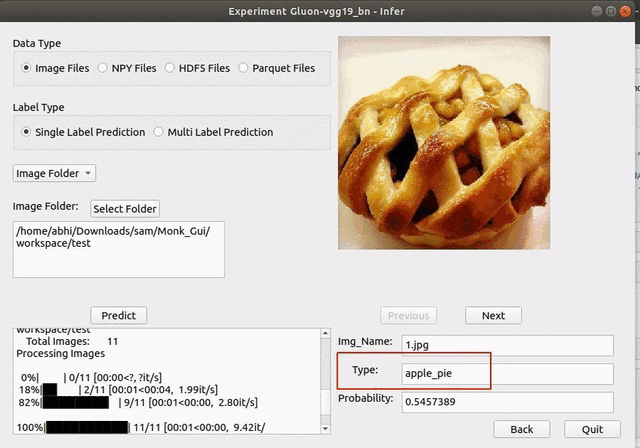 Experiment Gluon-vgg19_bn - Infer
Data Type
Image Files NPY Files HDF5 Files Parquet Files
Label Type
Single Label Prediction Multi Label Prediction
Image Folder
Image Folder: Select Folder
/home/abhi/Downloads/sam/Monk_Gui/
workspace/test
Predict
Previous Next
workspace/test
Total Images: 11
Processing Images
0%| | 0/11 [00:00<?, ?it/s]
18%| | 2/11 [00:01<00:04, 1.99it/s]
82%| | 9/11 [00:01<00:00, 2.80it/s]
100%| | 11/11 [00:01<00:00, 9.42it/
Img_Name: 1.jpg
Type: apple_pie
Probability: 0.5457389
Back Quit